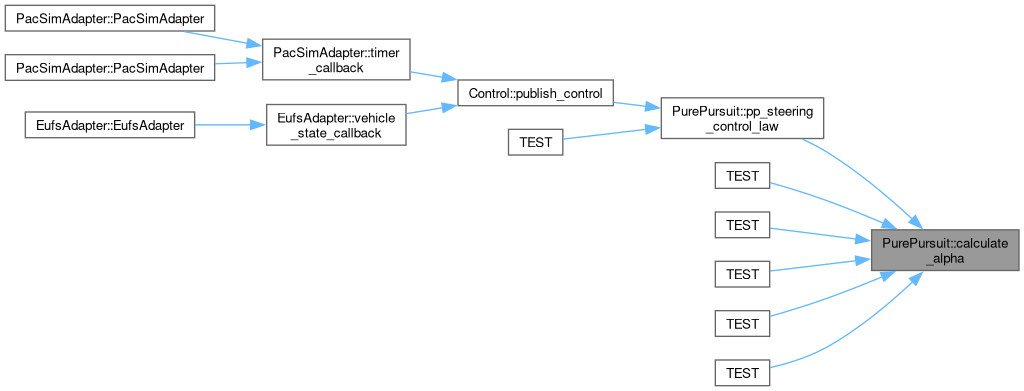 PacSimAdapter::PacSimAdapter
PacSimAdapter::PacSimAdapter
EufsAdapter::EufsAdapter
PacSimAdapter::timer
_callback
EufsAdapter::vehicle
_state_callback
Control::publish_control
TEST
PurePursuit::pp_steering
_control_law
TEST
TEST
TEST
TEST
TEST
PurePursuit::calculate
_alpha